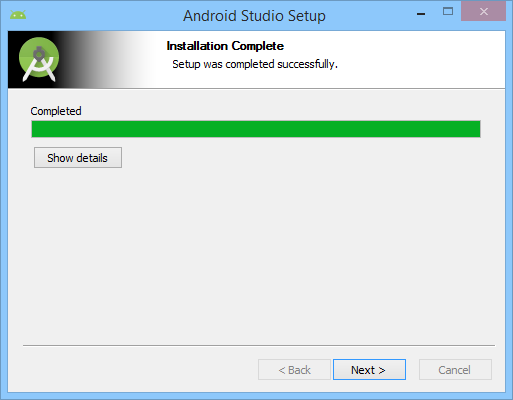 Android Studio Setup
Installation Complete
Setup was completed successfully.
Completed
Show details
< Back
Next >
Cancel